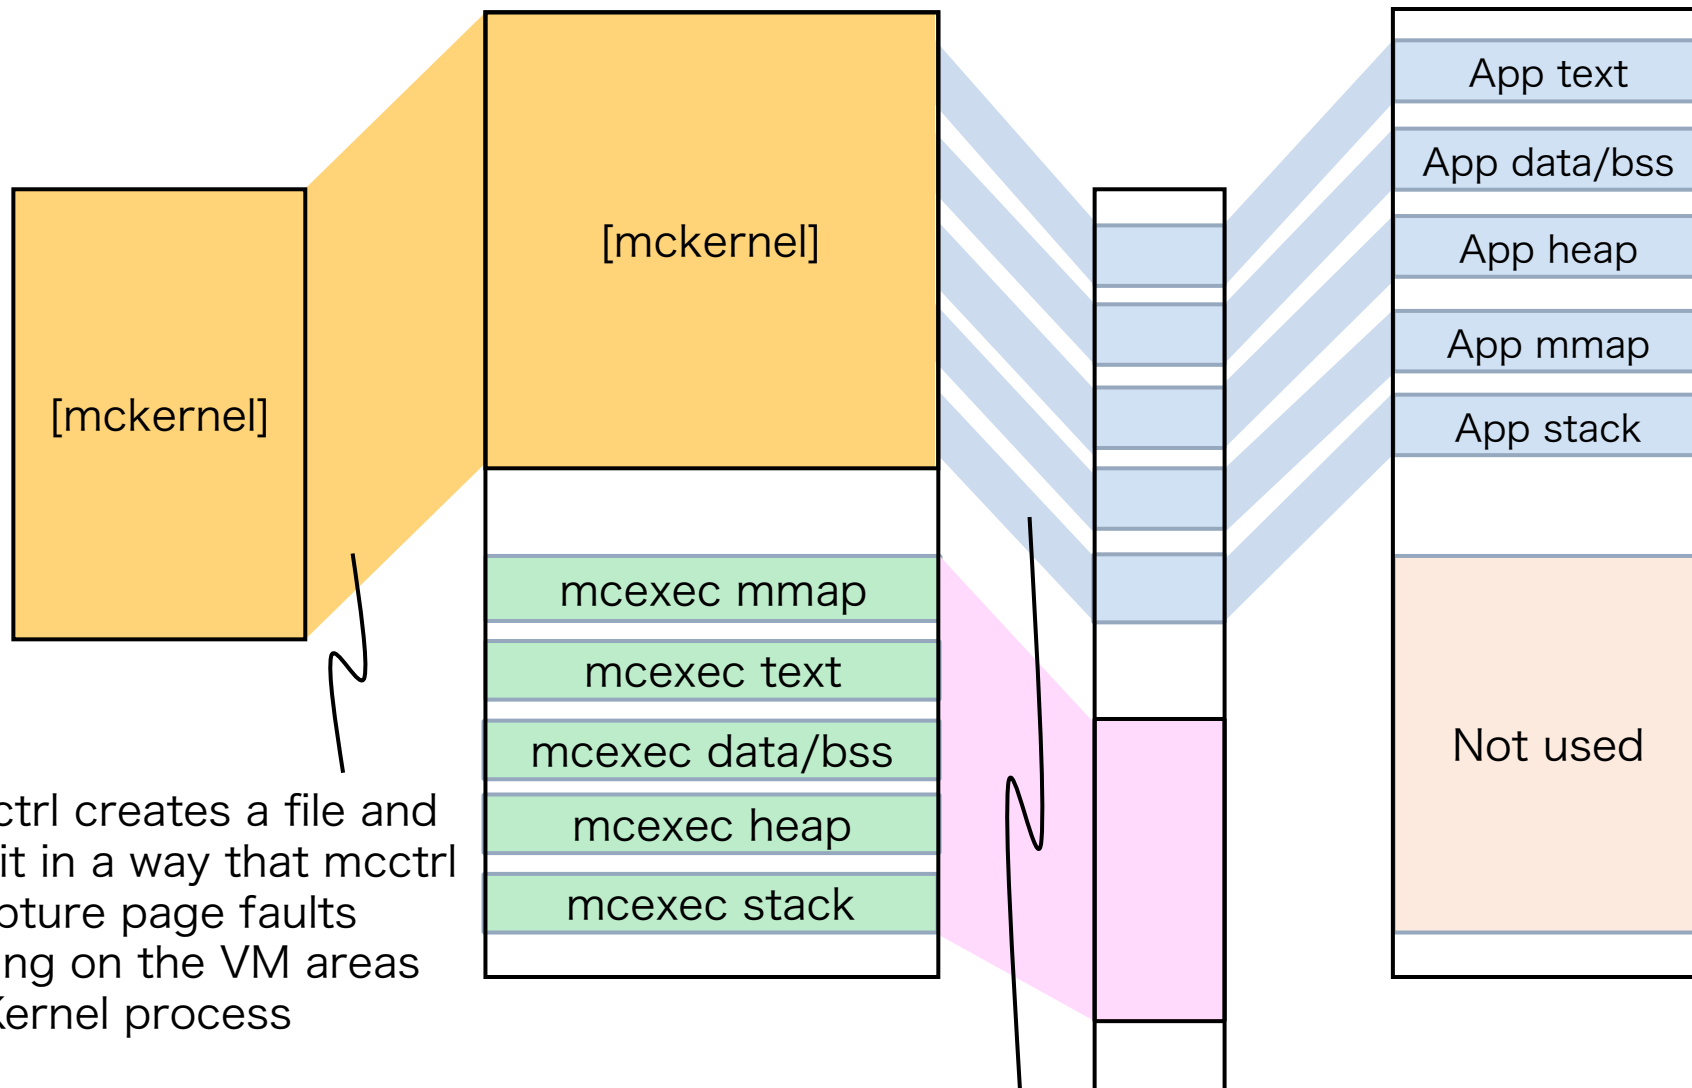 [mckernel]
ctrl creates a file and
it in a way that mcctrl
pture page faults
ng on the VM areas
Kernel process
[mckernel]
mcexec mmap
mcexec text
mcexec data/bss
mcexec heap
mcexec stack
App text
App data/bss
App heap
App mmap
App stack
Not used